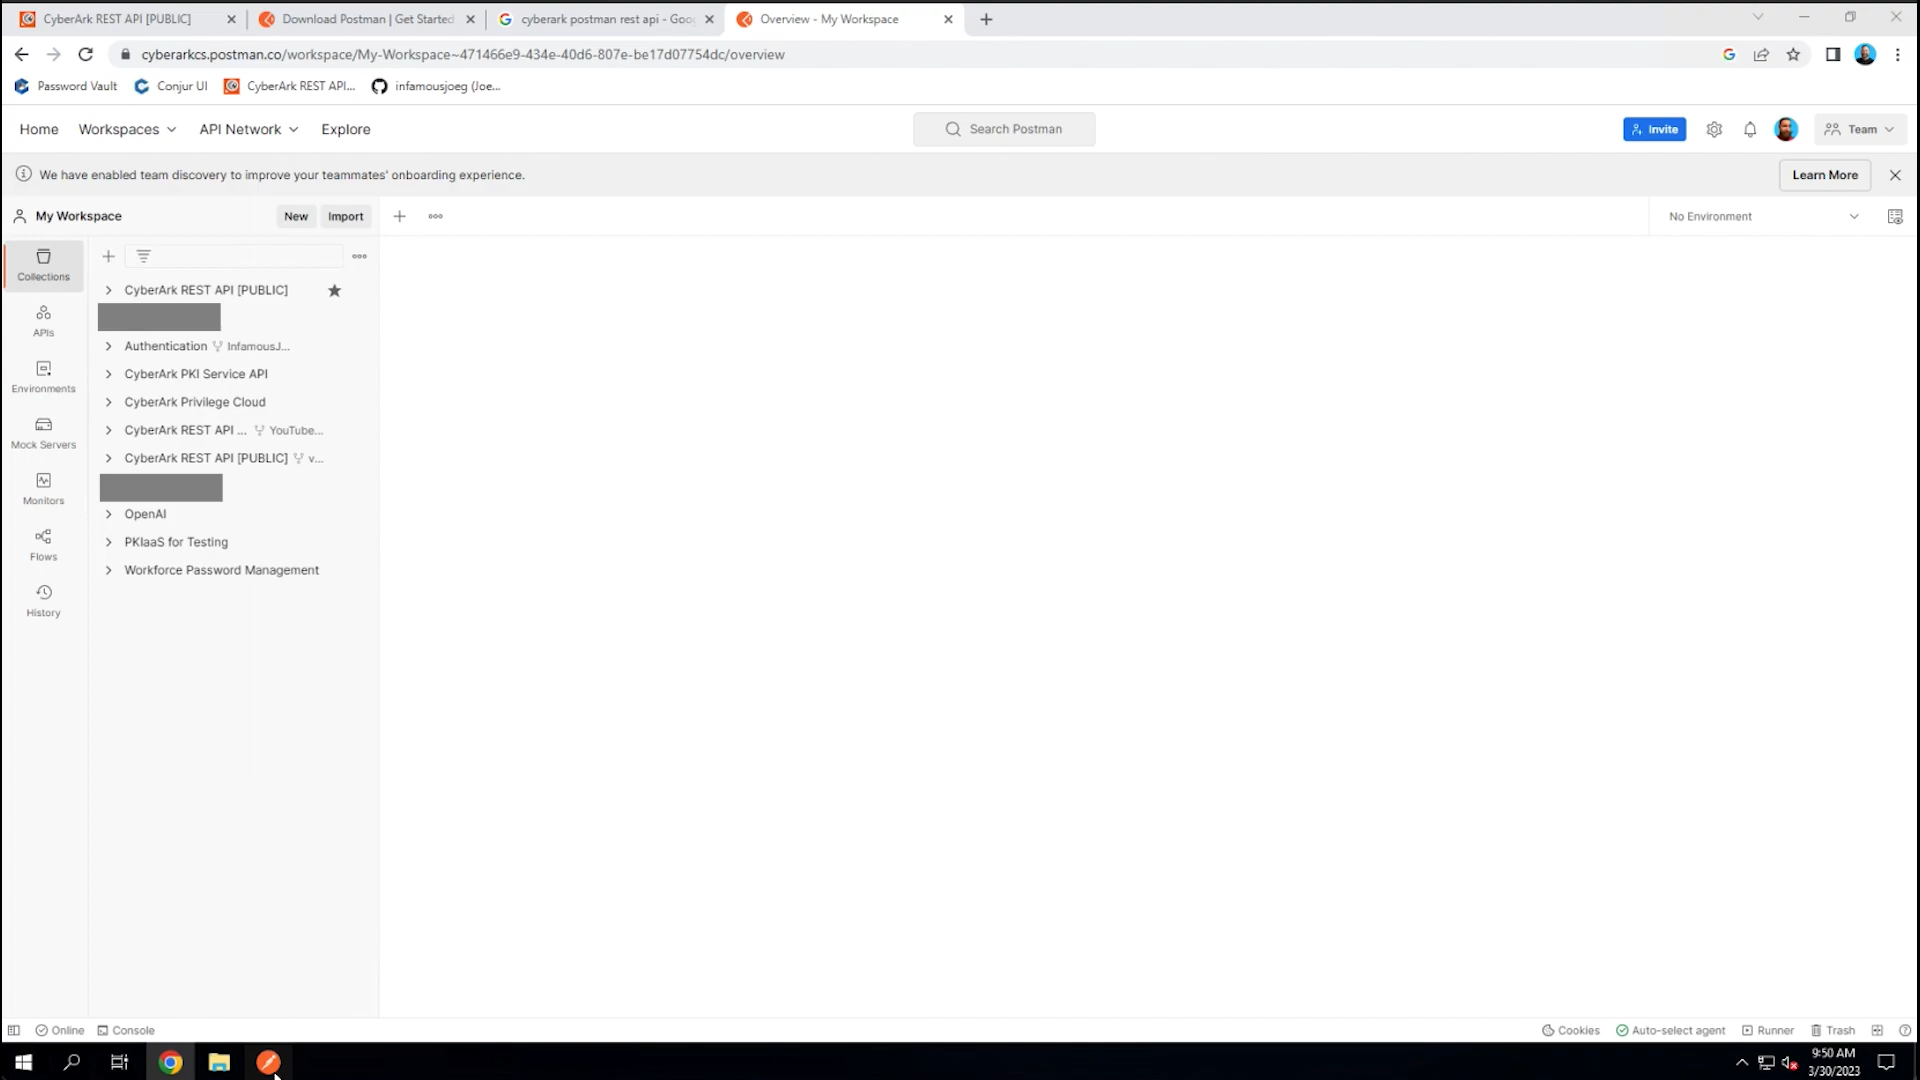 CyberArk REST API [PUBLIC]
Download Postman | Get Started
cyberark postman rest api - Goo
Overview - My Workspace
cyberarkcs.postman.co/workspace/My-Workspace~471466e9-434e-40d6-807e-be17d07754dc/overview
Password Vault
Conjur UI
CyberArk REST API...
infamousjoeg (Joe...
Home
Workspaces
API Network
Explore
Search Postman
Invite
Team
We have enabled team discovery to improve your teammates' onboarding experience.
Learn More
My Workspace
New
Import
No Environment
Collections
APIs
Environments
Mock Servers
Monitors
Flows
History
CyberArk REST API [PUBLIC]
Authentication InfamousJ...
CyberArk PKI Service API
CyberArk Privilege Cloud
CyberArk REST API ... YouTube...
CyberArk REST API [PUBLIC] v...
OpenAI
PKIaaS for Testing
Workforce Password Management
Online
Console
Cookies
Auto-select agent
Runner
Trash
9:50 AM
3/30/2023